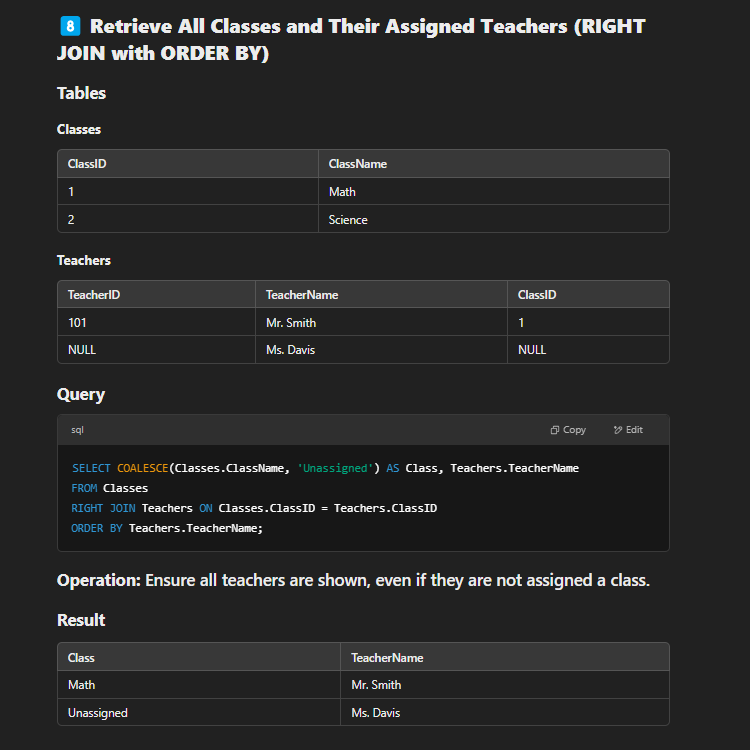 8 Retrieve All Classes and Their Assigned Teachers (RIGHT
JOIN with ORDER BY)
Tables
Classes
ClassID ClassName
1 Math
2 Science
Teachers
TeacherID TeacherName ClassID
101 Mr. Smith 1
NULL Ms. Davis NULL
Query
sql Copy Edit
SELECT COALESCE(Classes.ClassName, 'Unassigned') AS Class, Teachers.TeacherName
FROM Classes
RIGHT JOIN Teachers ON Classes.ClassID = Teachers.ClassID
ORDER BY Teachers.TeacherName;
Operation: Ensure all teachers are shown, even if they are not assigned a class.
Result
Class TeacherName
Math Mr. Smith
Unassigned Ms. Davis